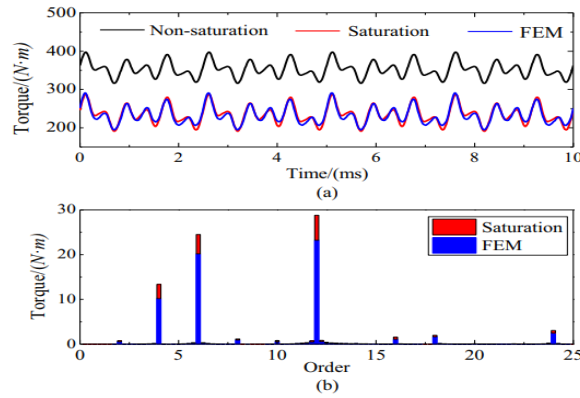 Non-saturation Saturation FEM
Torque/(N·m)
500
400
300
200
0 2 4 6 8 10
Time/(ms)
(a)
Torque/(N·m)
30
20
10
0
Saturation
FEM
0 5 10 15 20 25
Order
(b)